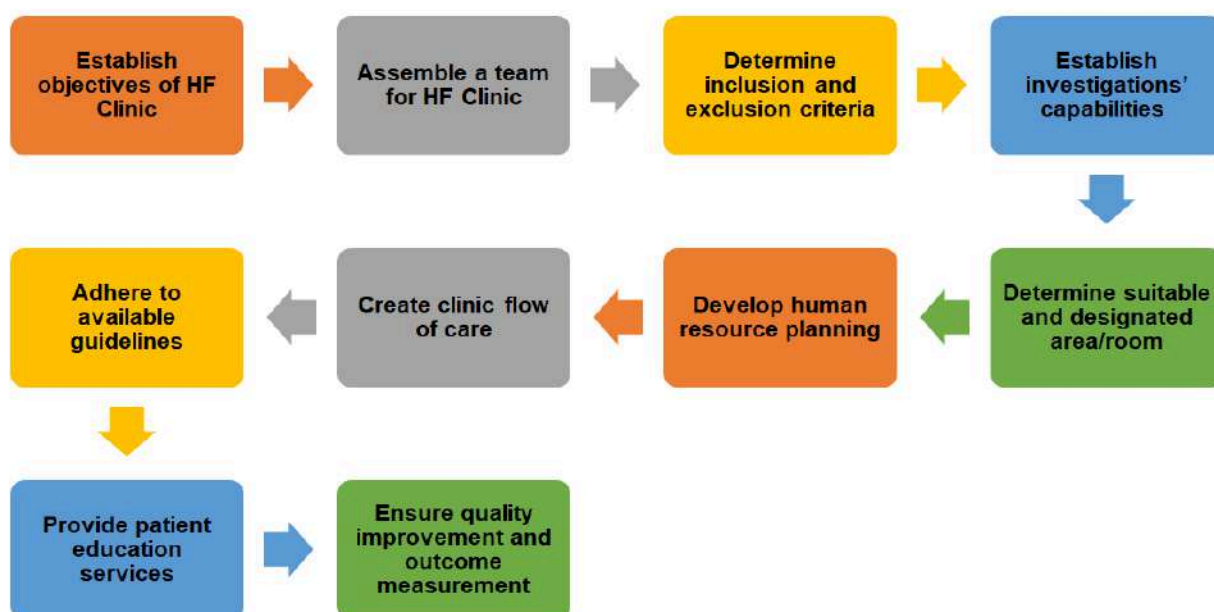 Establish
objectives of HF
Clinic
Assemble a team
for HF Clinic
Determine
inclusion and
exclusion criteria
Establish
investigations'
capabilities
Determine suitable
and designated
area/room
Develop human
resource planning
Create clinic flow
of care
Adhere to
available
guidelines
Provide patient
education
services
Ensure quality
improvement and
outcome
measurement